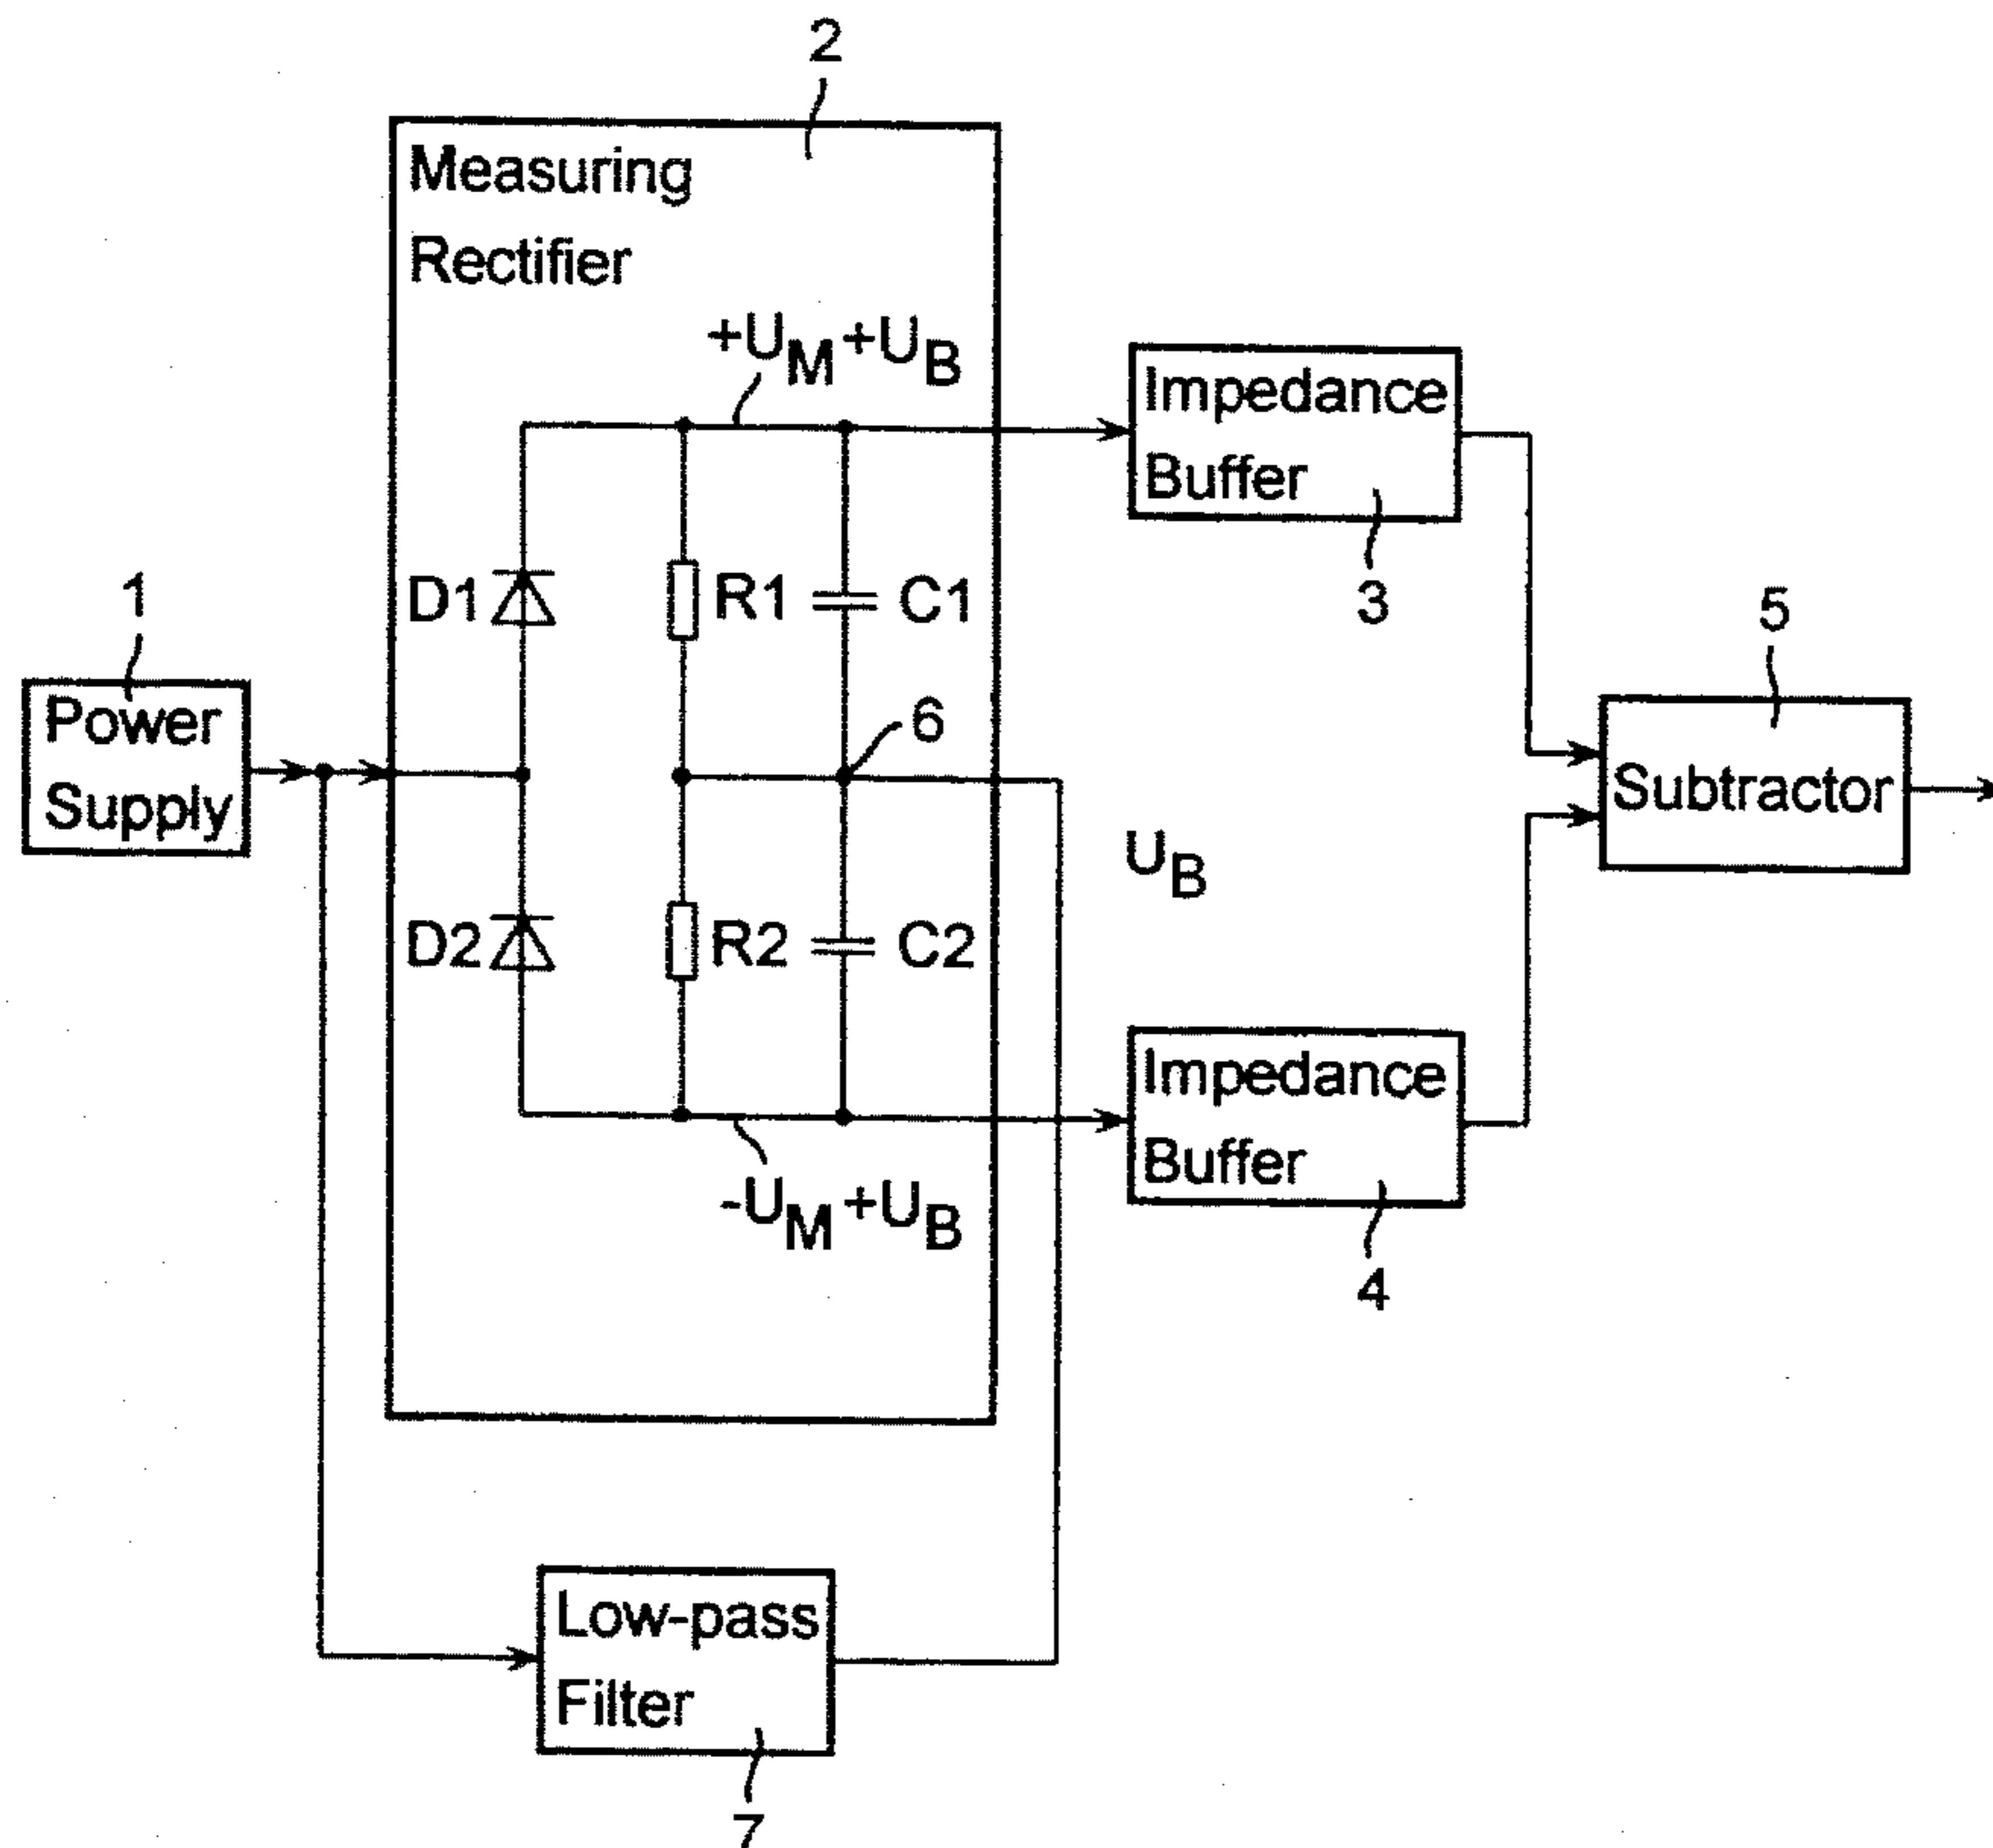 2
Measuring
Rectifier
+UM +UB
Impedance
Buffer
3
1
Power
Supply
D1
R1
C1
6
5
Subtractor
UB
D2
R2
C2
Impedance
Buffer
4
-UM +UB
Low-pass
Filter
7